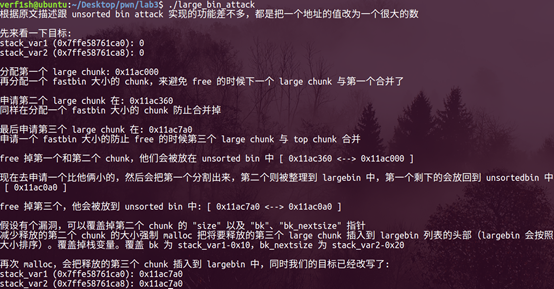 verf1sh@ubuntu:~/Desktop/pwn/lab3$ ./large_bin_attack
根据原文描述跟 unsorted bin attack 实现的功能差不多，都是把一个地址的值改为一个很大的数
先来看一下目标:
stack_var1 (0x7ffe58761ca0): 0
stack_var2 (0x7ffe58761ca8): 0
分配第一个 large chunk: 0x11ac000
再分配一个 fastbin 大小的 chunk，来避免 free 的时候下一个 large chunk 与第一个合并了
申请第二个 large chunk 在: 0x11ac360
同样在分配一个 fastbin 大小的 chunk 防止合并掉
最后申请第三个 large chunk 在: 0x11ac7a0
申请一个 fastbin 大小的防止 free 的时候第三个 large chunk 与 top chunk 合并
free 掉第一个和第二个 chunk，他们会被放在 unsorted bin 中 [ 0x11ac360 <--> 0x11ac000 ]
现在去申请一个比他俩小的，然后会把第一个分割出来，第二个则被整理到 largebin 中，第一个剩下的会放回到 unsortedbin 中
[ 0x11ac0a0 ]
free 掉第三个，他会被放到 unsorted bin 中: [ 0x11ac7a0 <--> 0x11ac0a0 ]
假设有个漏洞，可以覆盖掉第二个 chunk 的 "size" 以及 "bk"、"bk_nextsize" 指针
减少释放的第二个 chunk 的大小强制 malloc 把将要释放的第三个 large chunk 插入到 largebin 列表的头部（largebin 会按照
大小排序）。覆盖掉栈变量。覆盖 bk 为 stack_var1-0x10，bk_nextsize 为 stack_var2-0x20
再次 malloc，会把释放的第三个 chunk 插入到 largebin 中，同时我们的目标已经改写了:
stack_var1 (0x7ffe58761ca0): 0x11ac7a0
stack_var2 (0x7ffe58761ca8): 0x11ac7a0